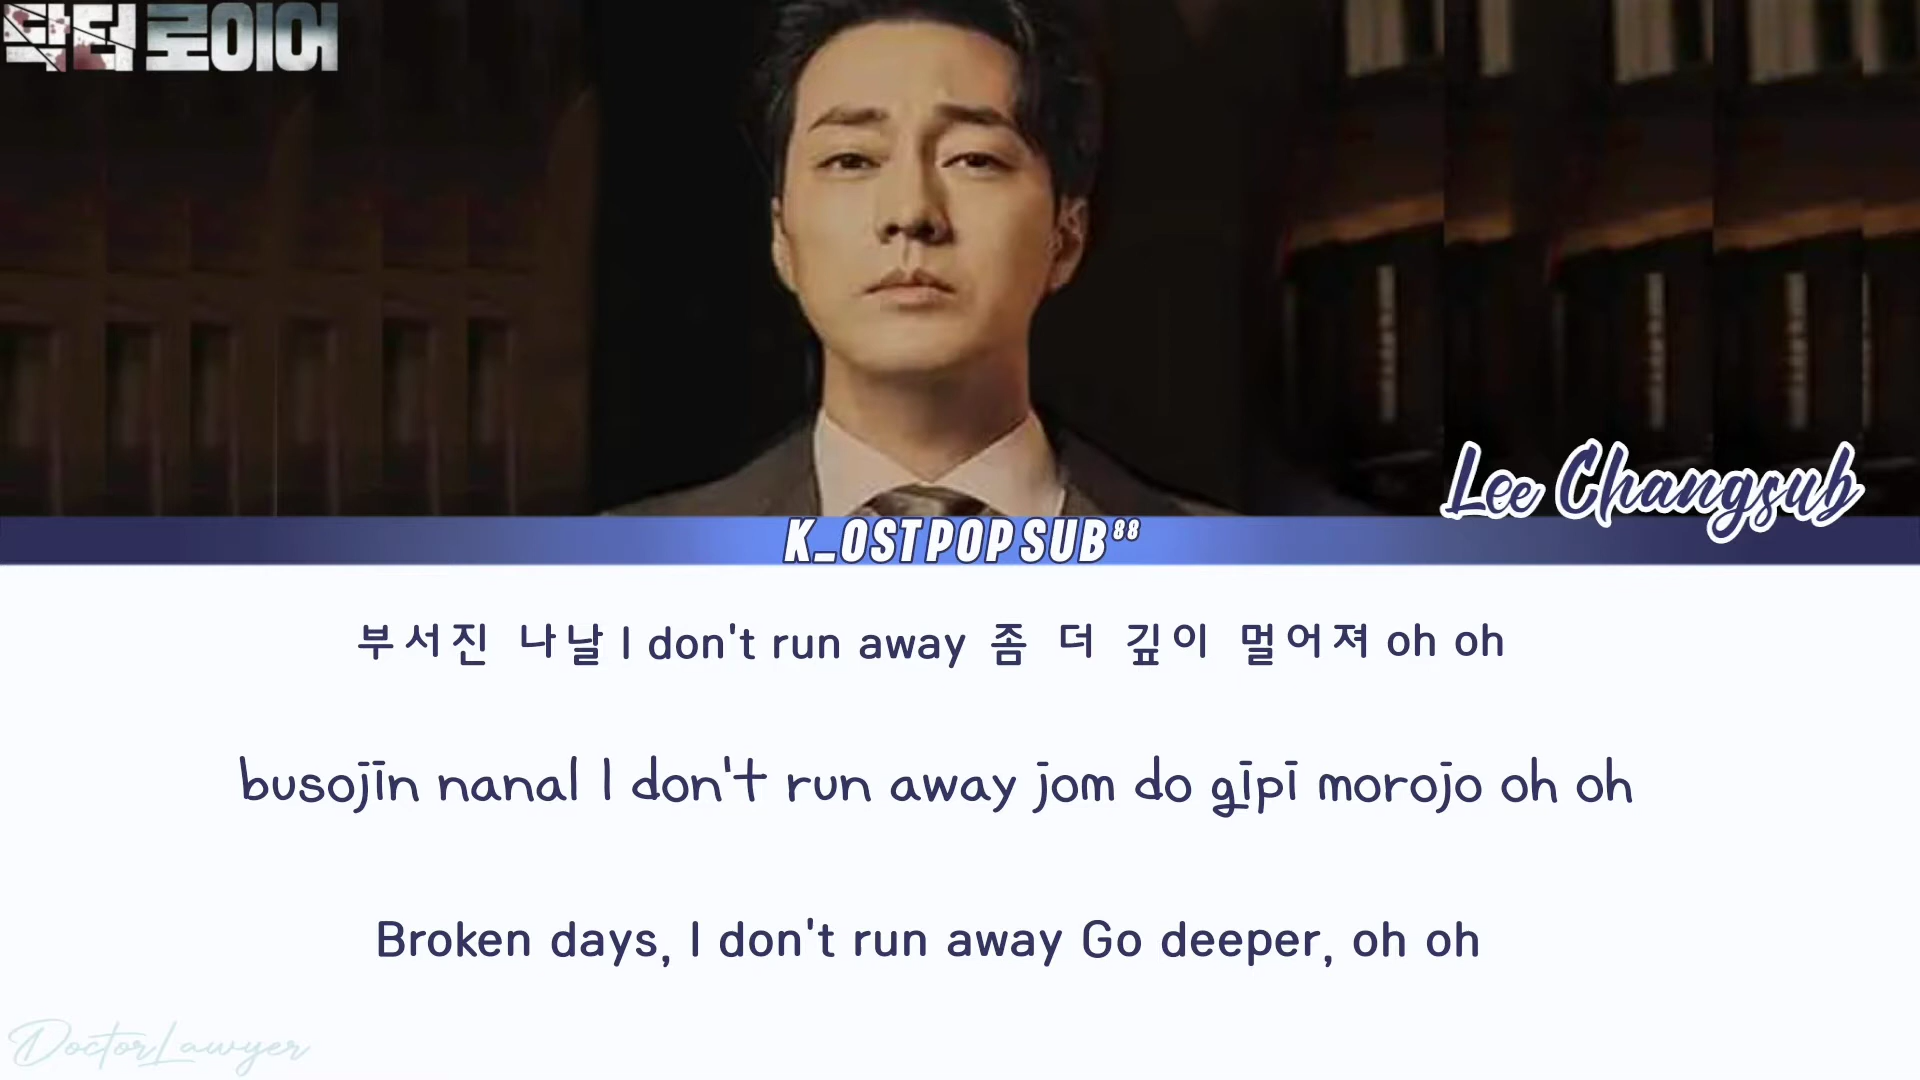 닥터로이어
Lee Changsub
K_OSTPOPSUB88
부서진 나날 I don't run away 좀 더 깊이 멀어져 oh oh
busojīn nanal I don't run away jom do gīpī morojo oh oh
Broken days, I don't run away Go deeper, oh oh
DoctorLawyer